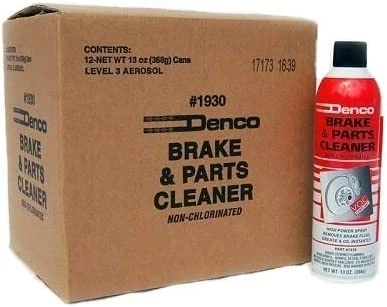 CONTENTS:
12-NET WT 13 oz (368g) Cans
LEVEL 3 AEROSOL
17173 1639
#1930
Denco
BRAKE
& PARTS
CLEANER
NON-CHLORINATED
Denco
BRAKE
& PARTS
CLEANER
NON-CHLORINATED
VOC
HIGH POWER SPRAY
REMOVES BRAKE FLUID,
GREASE & OIL INSTANTLY
PART #1930
NET WT. 13 OZ. (368g)